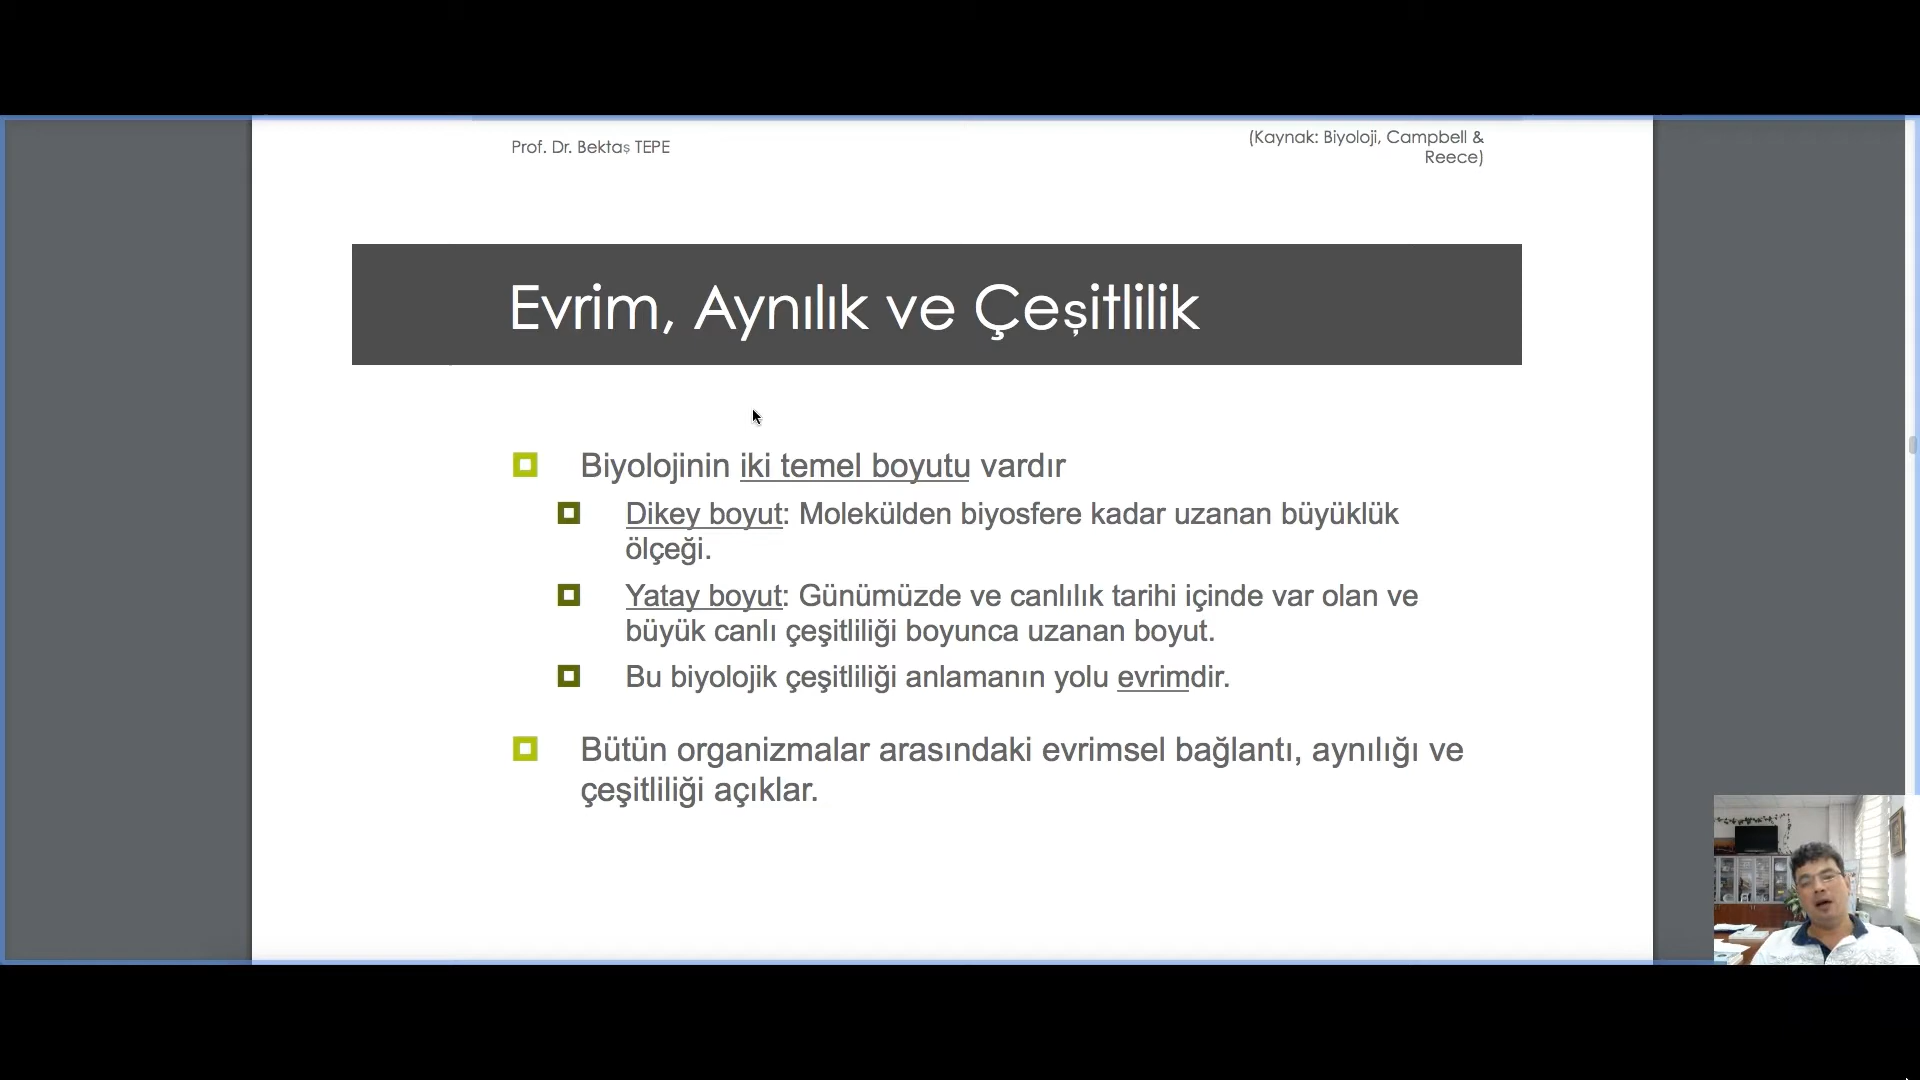 Prof. Dr. Bektaş TEPE
(Kaynak: Biyoloji, Campbell &
Reece)
Evrim, Aynılık ve Çeşitlilik
Biyolojinin iki temel boyutu vardır
Dikey boyut: Molekülden biyosfere kadar uzanan büyüklük
ölçeği.
Yatay boyut: Günümüzde ve canlılık tarihi içinde var olan ve
büyük canlı çeşitliliği boyunca uzanan boyut.
Bu biyolojik çeşitliliği anlamanın yolu evrimdir.
Bütün organizmalar arasındaki evrimsel bağlantı, aynılığı ve
çeşitliliği açıklar.